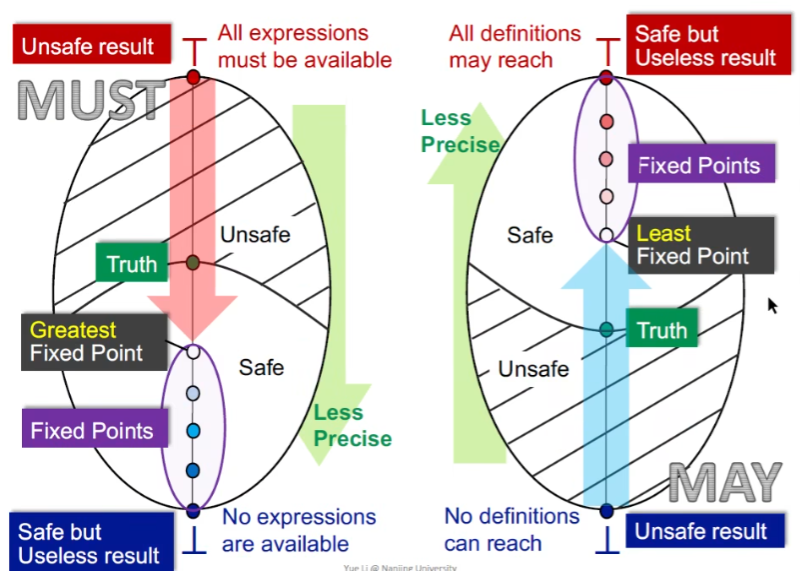 Unsafe result
⊤
All expressions
must be available
MUST
Unsafe
Truth
Greatest
Fixed Point
Safe
Less
Precise
Fixed Points
Safe but
Useless result
⊥
No expressions
are available
All definitions
may reach
⊤
Safe but
Useless result
Less
Precise
Fixed Points
Safe
Least
Fixed Point
Truth
Unsafe
MAY
No definitions
can reach
⊥
Unsafe result
Yue Li @ Nanjing University